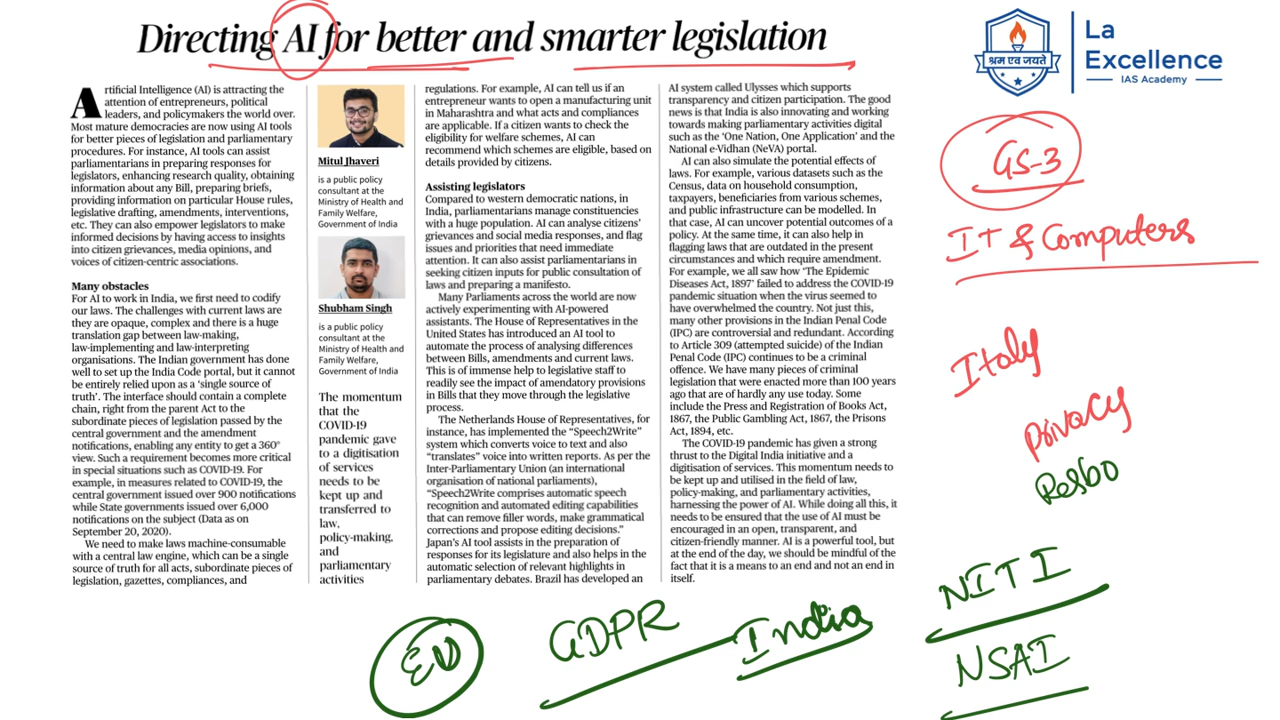 Directing AI for better and smarter legislation
La
Excellence
IAS Academy
श्रम एव जयते
Artificial Intelligence (AI) is attracting the
attention of entrepreneurs, political
leaders, and policymakers the world over.
Most mature democracies are now using AI tools
for better pieces of legislation and parliamentary
procedures. For instance, AI tools can assist
parliamentarians in preparing responses for
legislators, enhancing research quality, obtaining
information about any Bill, preparing briefs,
providing information on particular House rules,
legislative drafting, amendments, interventions,
etc. They can also empower legislators to make
informed decisions by having access to insights
into citizen grievances, media opinions, and
voices of citizen-centric associations.
Many obstacles
For AI to work in India, we first need to codify
our laws. The challenges with current laws are
they are opaque, complex and there is a huge
translation gap between law-making,
law-implementing and law-interpreting
organisations. The Indian government has done
well to set up the India Code portal, but it cannot
be entirely relied upon as a ‘single source of
truth’. The interface should contain a complete
chain, right from the parent Act to the
subordinate pieces of legislation passed by the
central government and the amendment
notifications, enabling any entity to get a 360°
view. Such a requirement becomes more critical
in special situations such as COVID-19. For
example, in measures related to COVID-19, the
central government issued over 900 notifications
while State governments issued over 6,000
notifications on the subject (Data as on
September 20, 2020).
We need to make laws machine-consumable
with a central law engine, which can be a single
source of truth for all acts, subordinate pieces of
legislation, gazettes, compliances, and
Mitul Jhaveri
is a public policy
consultant at the
Ministry of Health and
Family Welfare,
Government of India
Shubham Singh
is a public policy
consultant at the
Ministry of Health and
Family Welfare,
Government of India
The momentum
that the
COVID-19
pandemic gave
to a digitisation
of services
needs to be
kept up and
transferred to
law,
policy-making,
and
parliamentary
activities
regulations. For example, AI can tell us if an
entrepreneur wants to open a manufacturing unit
in Maharashtra and what acts and compliances
are applicable. If a citizen wants to check the
eligibility for welfare schemes, AI can
recommend which schemes are eligible, based on
details provided by citizens.
Assisting legislators
Compared to western democratic nations, in
India, parliamentarians manage constituencies
with a huge population. AI can analyse citizens’
grievances and social media responses, and flag
issues and priorities that need immediate
attention. It can also assist parliamentarians in
seeking citizen inputs for public consultation of
laws and preparing a manifesto.
Many Parliaments across the world are now
actively experimenting with AI-powered
assistants. The House of Representatives in the
United States has introduced an AI tool to
automate the process of analysing differences
between Bills, amendments and current laws.
This is of immense help to legislative staff to
readily see the impact of amendatory provisions
in Bills that they move through the legislative
process.
The Netherlands House of Representatives, for
instance, has implemented the “Speech2Write”
system which converts voice to text and also
“translates” voice into written reports. As per the
Inter-Parliamentary Union (an international
organisation of national parliaments),
“Speech2Write comprises automatic speech
recognition and automated editing capabilities
that can remove filler words, make grammatical
corrections and propose editing decisions.”
Japan’s AI tool assists in the preparation of
responses for its legislature and also helps in the
automatic selection of relevant highlights in
parliamentary debates. Brazil has developed an
AI system called Ulysses which supports
transparency and citizen participation. The good
news is that India is also innovating and working
towards making parliamentary activities digital
such as the ‘One Nation, One Application’ and the
National e-Vidhan (NeVA) portal.
AI can also simulate the potential effects of
laws. For example, various datasets such as the
Census, data on household consumption,
taxpayers, beneficiaries from various schemes,
and public infrastructure can be modelled. In
that case, AI can uncover potential outcomes of a
policy. At the same time, it can also help in
flagging laws that are outdated in the present
circumstances and which require amendment.
For example, we all saw how ‘The Epidemic
Diseases Act, 1897’ failed to address the COVID-19
pandemic situation when the virus seemed to
have overwhelmed the country. Not just this,
many other provisions in the Indian Penal Code
(IPC) are controversial and redundant. According
to Article 309 (attempted suicide) of the Indian
Penal Code (IPC) continues to be a criminal
offence. We have many pieces of criminal
legislation that were enacted more than 100 years
ago that are of hardly any use today. Some
include the Press and Registration of Books Act,
1867, the Public Gambling Act, 1867, the Prisons
Act, 1894, etc.
The COVID-19 pandemic has given a strong
thrust to the Digital India initiative and a
digitisation of services. This momentum needs to
be kept up and utilised in the field of law,
policy-making, and parliamentary activities,
harnessing the power of AI. While doing all this, it
needs to be ensured that the use of AI must be
encouraged in an open, transparent, and
citizen-friendly manner. AI is a powerful tool, but
at the end of the day, we should be mindful of the
fact that it is a means to an end and not an end in
itself.
GS-3
IT & Computers
Italy
Privacy
NITI
NSAI
EU
GDPR
India